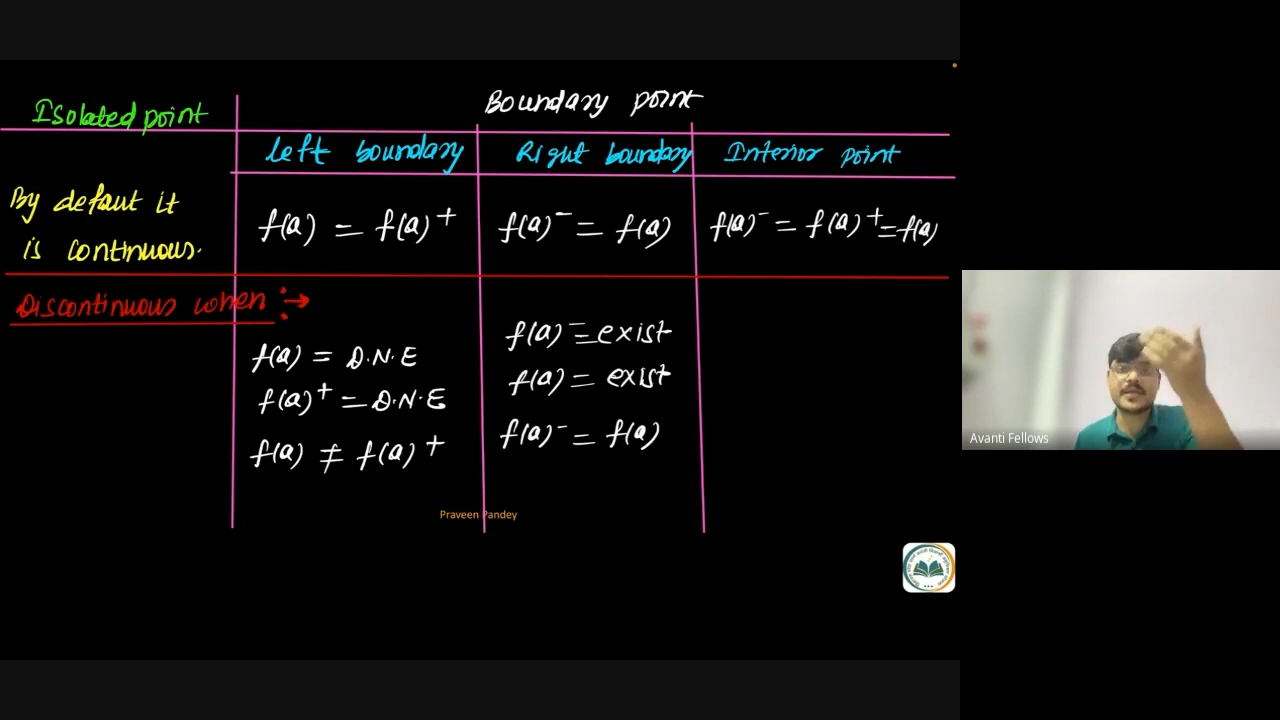 Isolated point
Boundary point
left boundary
Right boundary
Interior point
By defaut it
is continuous.
f(a) = f(a)⁺
f(a)⁻ = f(a)
f(a)⁻ = f(a)⁺ = f(a)
Discontinuous when :→
f(a) = D.N.E
f(a)⁺ = D.N.E
f(a) ≠ f(a)⁺
f(a)⁻ = exist
f(a) = exist
f(a)⁻ = f(a)
Praveen Pandey
Avanti Fellows